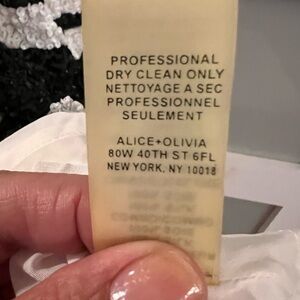 PROFESSIONAL
DRY CLEAN ONLY
NETTOYAGE A SEC
PROFESSIONNEL
SEULEMENT
ALICE+OLIVIA
80W 40TH ST 6FL
NEW YORK, NY 10018